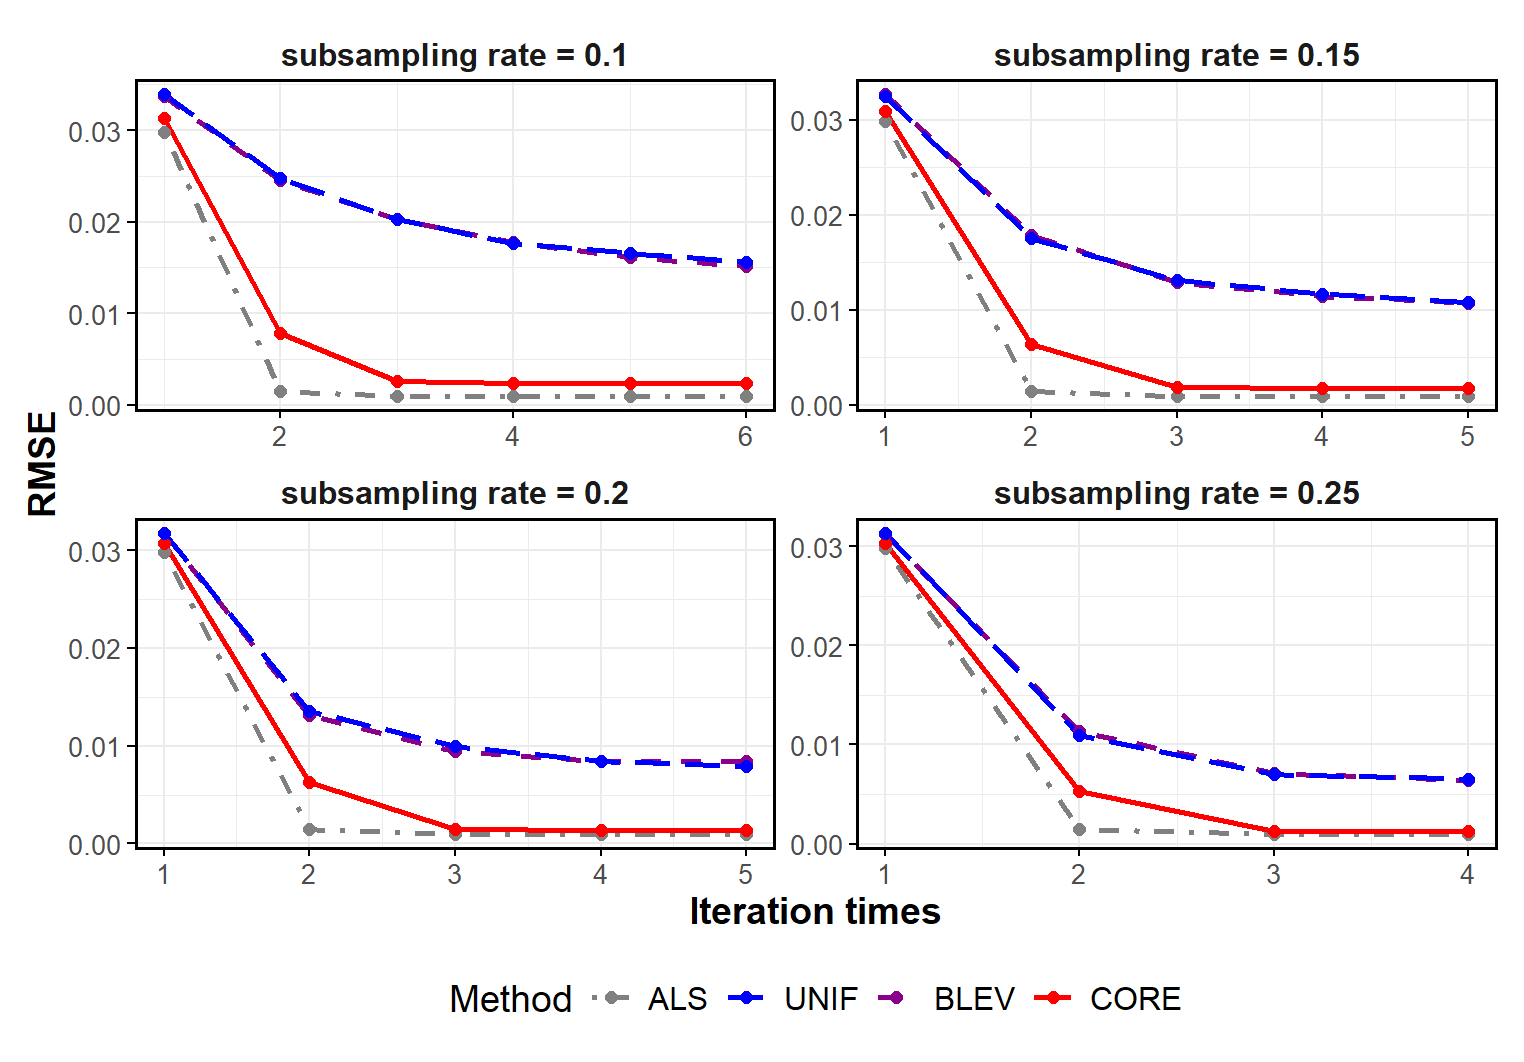 subsampling rate = 0.1
0.03
0.02
0.01
0.00
2 4 6
subsampling rate = 0.15
0.03
0.02
0.01
0.00
1 2 3 4 5
RMSE
subsampling rate = 0.2
0.03
0.02
0.01
0.00
1 2 3 4 5
subsampling rate = 0.25
0.03
0.02
0.01
0.00
1 2 3 4
Iteration times
Method ALS UNIF BLEV CORE